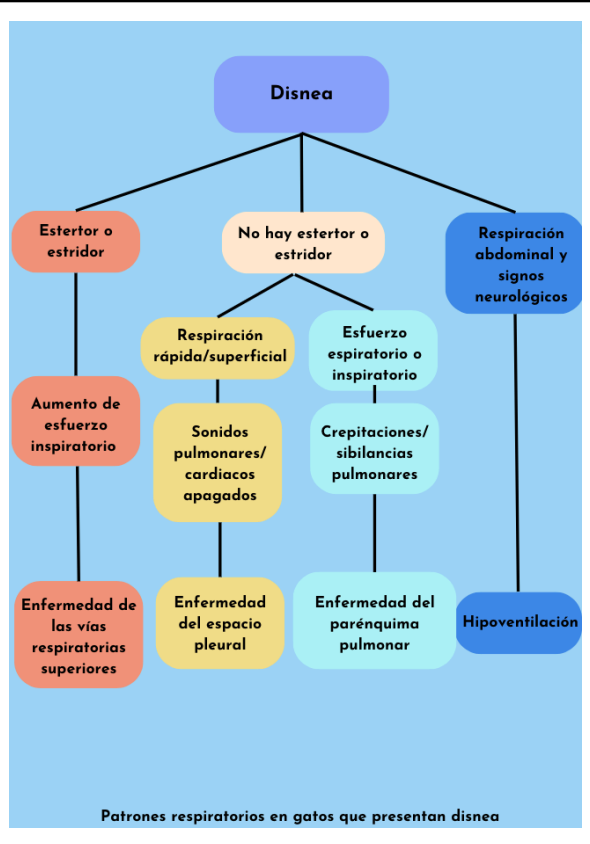 Disnea
Estertor o
estridor
No hay estertor o
estridor
Respiración
abdominal y
signos
neurológicos
Respiración
rápida/superficial
Esfuerzo
espiratorio o
inspiratorio
Aumento de
esfuerzo
inspiratorio
Sonidos
pulmonares/
cardiacos
apagados
Crepitaciones/
sibilancias
pulmonares
Enfermedad de
las vías
respiratorias
superiores
Enfermedad
del espacio
pleural
Enfermedad del
parénquima
pulmonar
Hipoventilación
Patrones respiratorios en gatos que presentan disnea